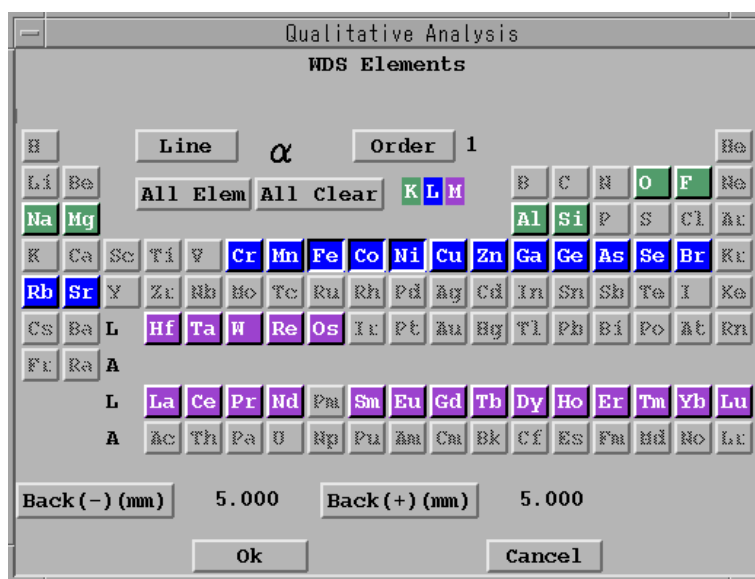 Qualitative Analysis
WDS Elements
H Line α Order 1 He
Li Be All Elem All Clear K L M B C N O F Ne
Na Mg Al Si P S Cl Ar
K Ca Sc Ti V Cr Mn Fe Co Ni Cu Zn Ga Ge As Se Br Kr
Rb Sr Y Zr Nb Mo Tc Ru Rh Pd Ag Cd In Sn Sb Te I Xe
Cs Ba L Hf Ta W Re Os Ir Pt Au Hg Tl Pb Bi Po At Rn
Fr Ra A
L La Ce Pr Nd Pm Sm Eu Gd Tb Dy Ho Er Tm Yb Lu
A Ac Th Pa U Np Pu Am Cm Bk Cf Es Fm Md No Lr
Back(-)(mm) 5.000 Back(+)(mm) 5.000
Ok Cancel